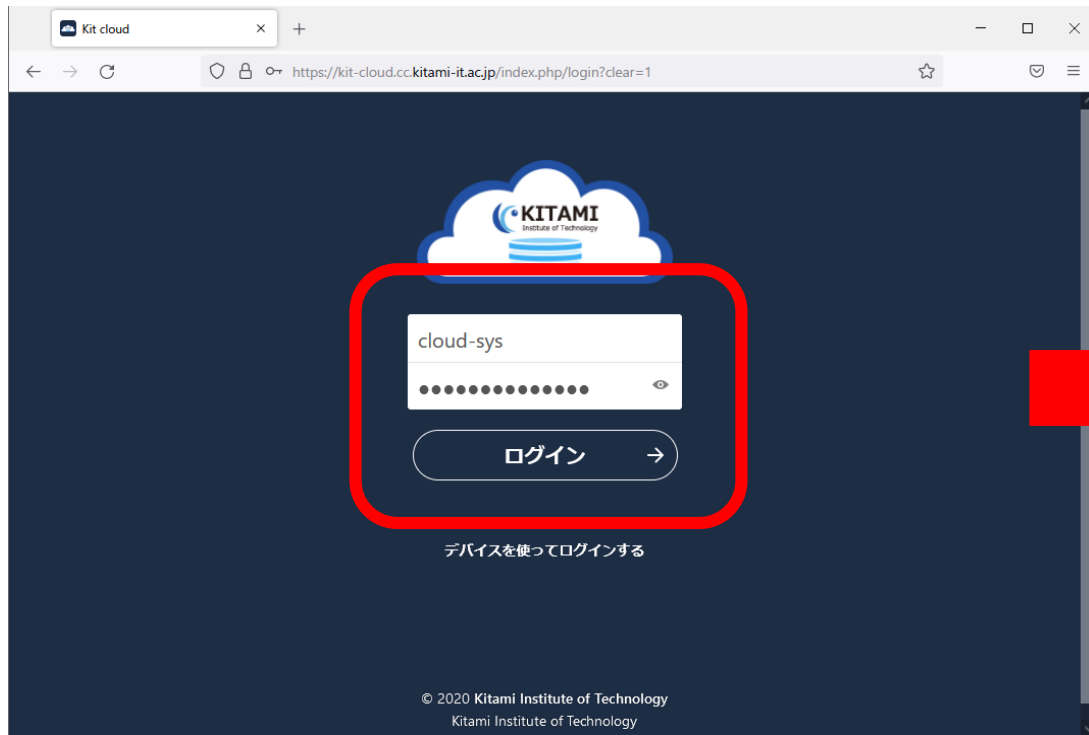 Kit cloud
https://kit-cloud.cc.kitami-it.ac.jp/index.php/login?clear=1
KITAMI
Institute of Technology
cloud-sys
●●●●●●●●●●●●●●
ログイン
デバイスを使ってログインする
© 2020 Kitami Institute of Technology
Kitami Institute of Technology